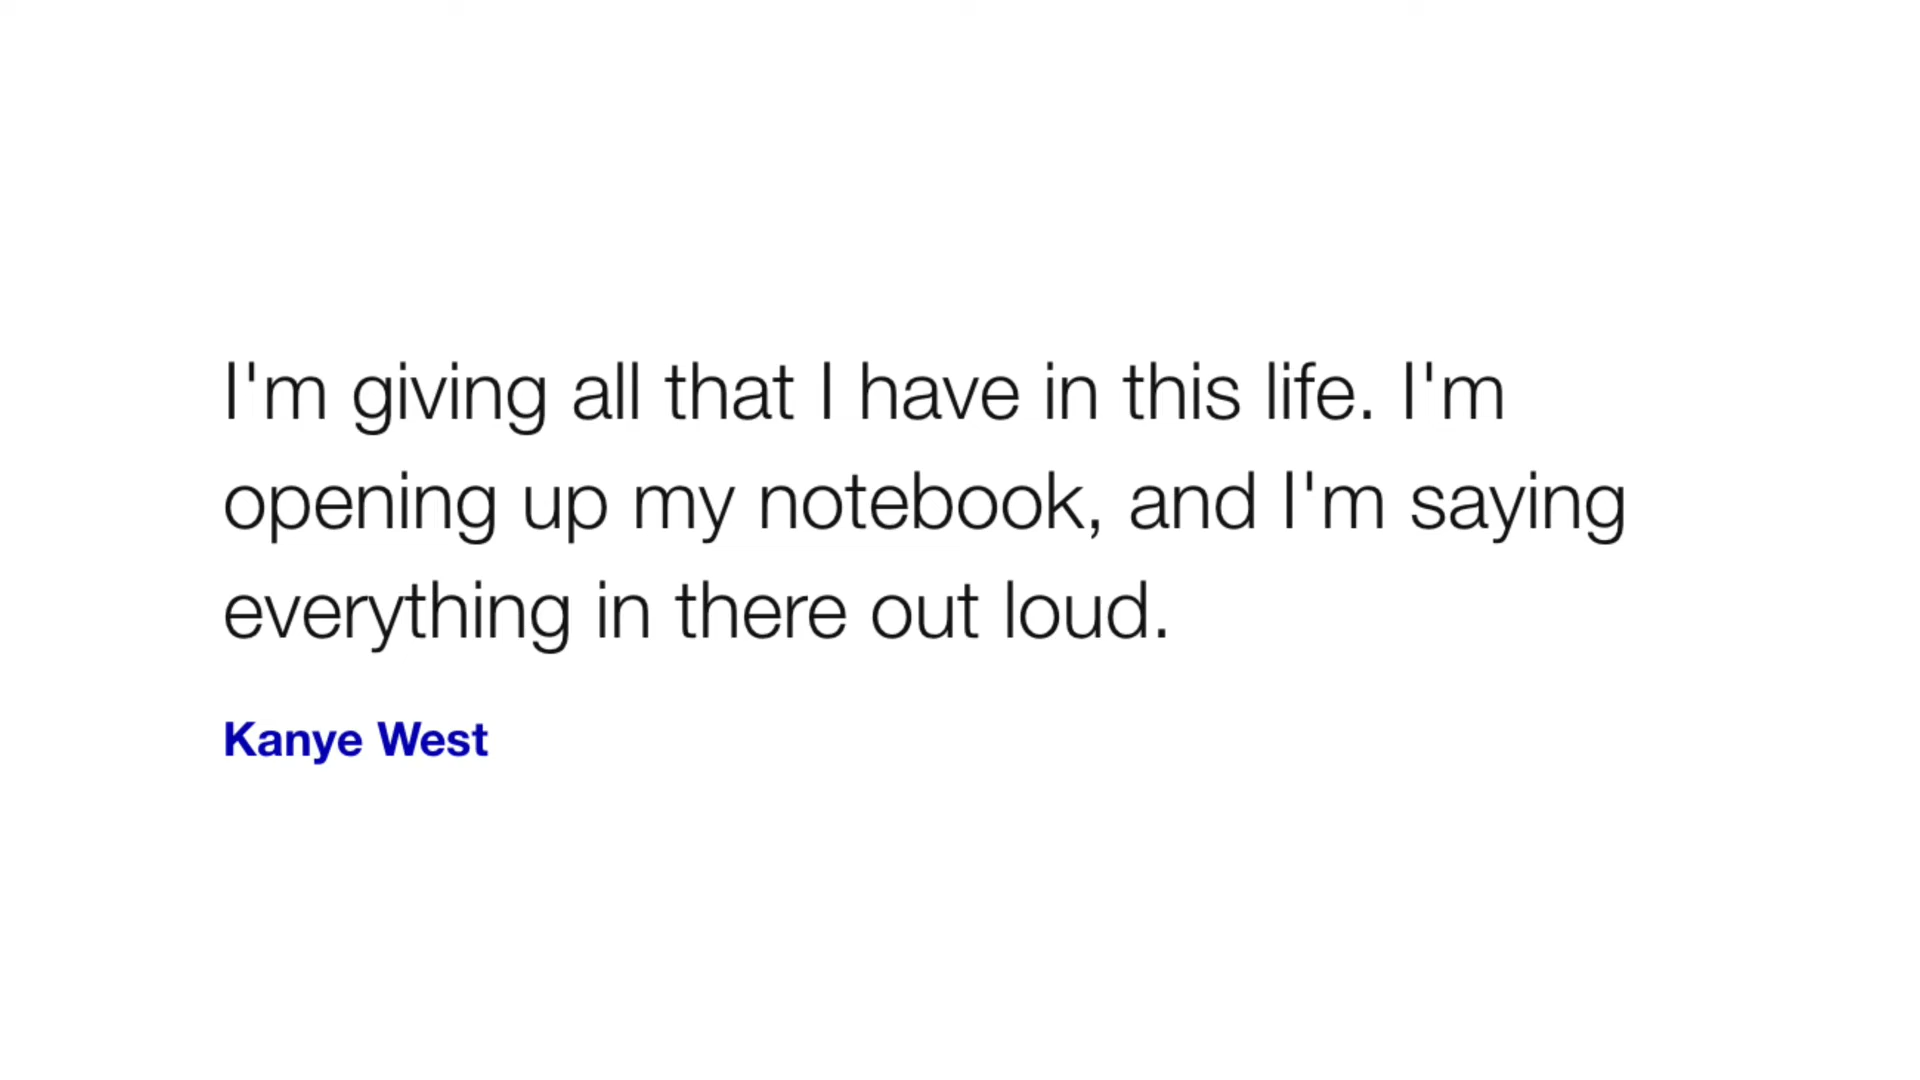 I'm giving all that I have in this life. I'm
opening up my notebook, and I'm saying
everything in there out loud.
Kanye West